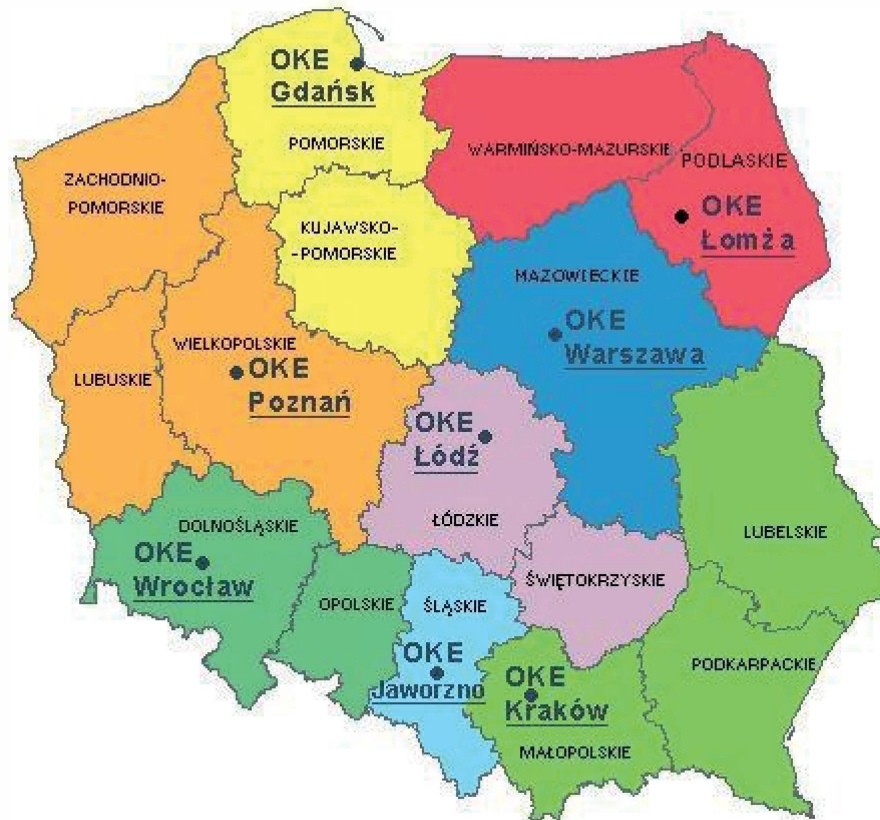 OKE
Gdańsk
POMORSKIE
WARMIŃSKO-MAZURSKIE
PODLASKIE
ZACHODNIO-
POMORSKIE
OKE
Łomża
KUJAWSKO-
-POMORSKIE
MAZOWIECKIE
OKE
Warszawa
WIELKOPOLSKIE
OKE
Poznań
LUBUSKIE
OKE
Łódź
ŁÓDZKIE
DOLNOŚLĄSKIE
OKE
Wrocław
LUBELSKIE
ŚWIĘTOKRZYSKIE
OPOLSKIE
ŚLĄSKIE
OKE
Jaworzno
OKE
Kraków
MAŁOPOLSKIE
PODKARPACKIE